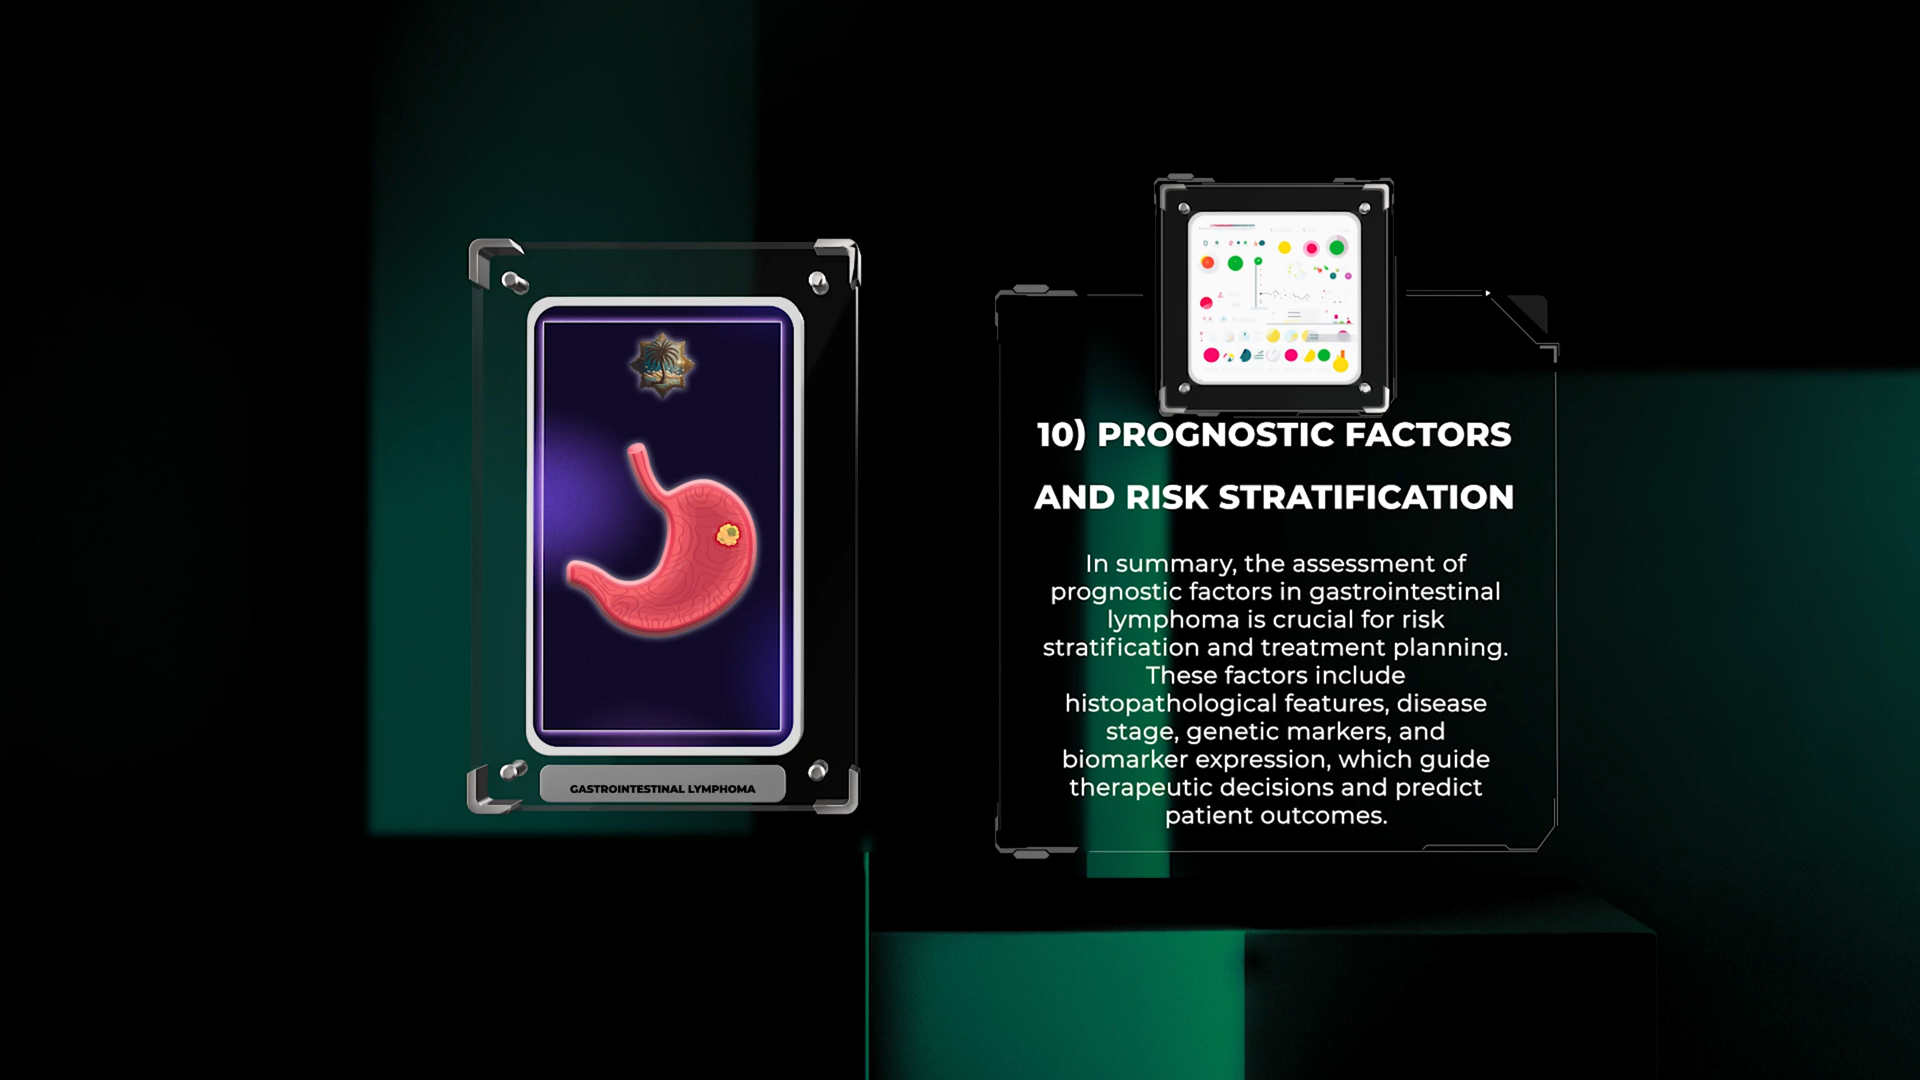 GASTROINTESTINAL LYMPHOMA
10) PROGNOSTIC FACTORS
AND RISK STRATIFICATION
In summary, the assessment of
prognostic factors in gastrointestinal
lymphoma is crucial for risk
stratification and treatment planning.
These factors include
histopathological features, disease
stage, genetic markers, and
biomarker expression, which guide
therapeutic decisions and predict
patient outcomes.